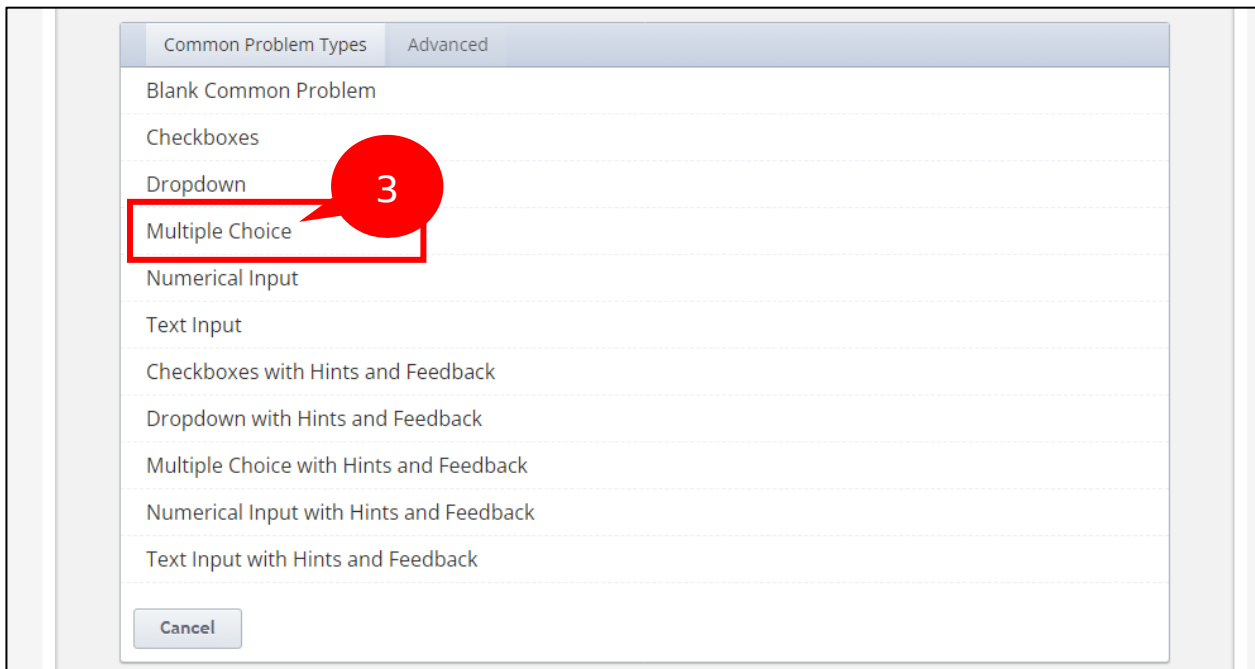 Common Problem Types Advanced
Blank Common Problem
Checkboxes
Dropdown
3
Multiple Choice
Numerical Input
Text Input
Checkboxes with Hints and Feedback
Dropdown with Hints and Feedback
Multiple Choice with Hints and Feedback
Numerical Input with Hints and Feedback
Text Input with Hints and Feedback
Cancel